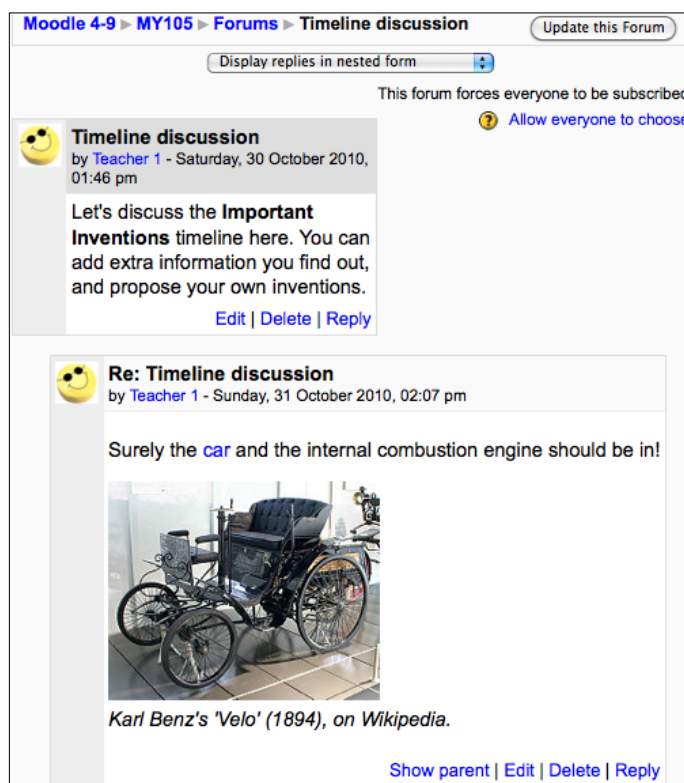 Moodle 4-9 ► MY105 ► Forums ► Timeline discussion
Update this Forum
Display replies in nested form
This forum forces everyone to be subscribed
Allow everyone to choose
Timeline discussion
by Teacher 1 - Saturday, 30 October 2010,
01:46 pm
Let's discuss the Important
Inventions timeline here. You can
add extra information you find out,
and propose your own inventions.
Edit | Delete | Reply
Re: Timeline discussion
by Teacher 1 - Sunday, 31 October 2010, 02:07 pm
Surely the car and the internal combustion engine should be in!
Karl Benz's 'Velo' (1894), on Wikipedia.
Show parent | Edit | Delete | Reply